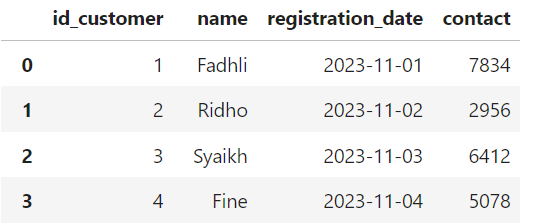 id_customer name registration_date contact
0 1 Fadhli 2023-11-01 7834
1 2 Ridho 2023-11-02 2956
2 3 Syaikh 2023-11-03 6412
3 4 Fine 2023-11-04 5078